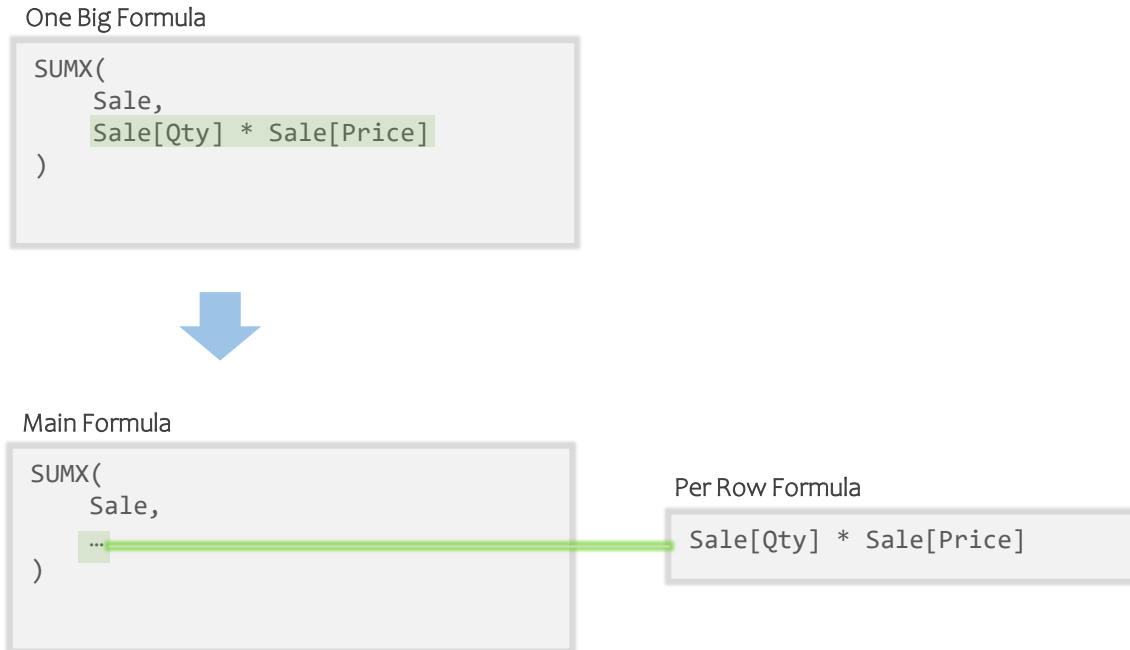 One Big Formula
SUMX(
Sale,
Sale[Qty] * Sale[Price]
)
Main Formula
SUMX(
Sale,
…
)
Per Row Formula
Sale[Qty] * Sale[Price]